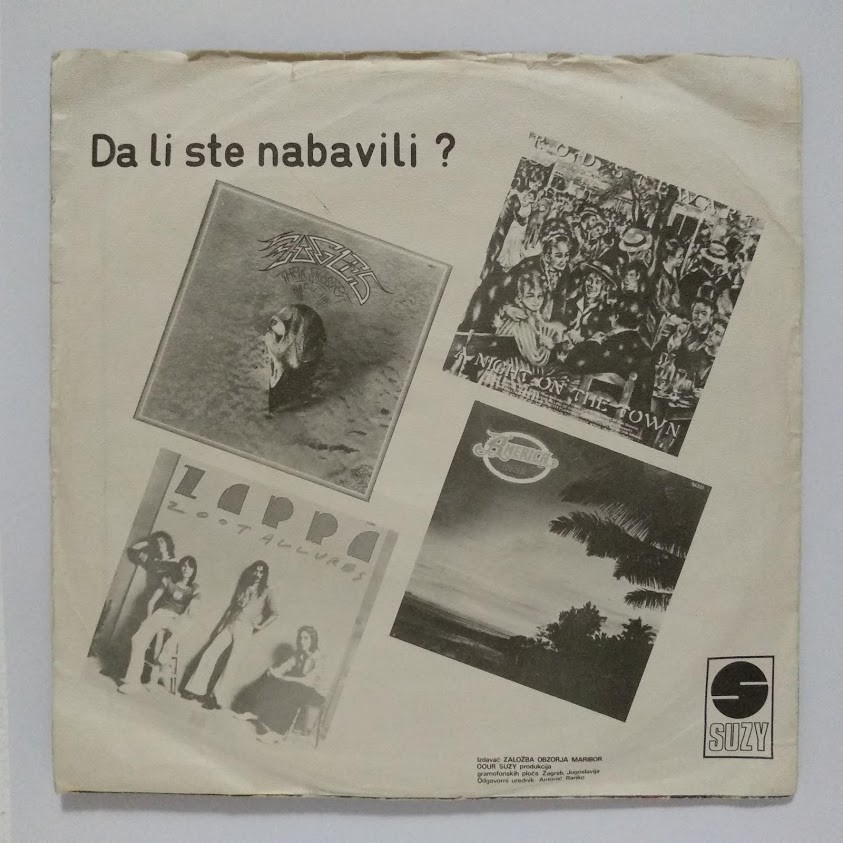 Da li ste nabavili ?
EAGLES
THEIR GREATEST
ROD STEWART
A NIGHT ON THE TOWN
ZAPPA
ZOOT ALLURES
AMERICA
S
SUZY
Izdavač ZALOŽBA OBZORJA MARIBOR
OOUR SUZY produkcija
gramofonskih ploča Zagreb, Jugoslavija
Odgovorni urednik: